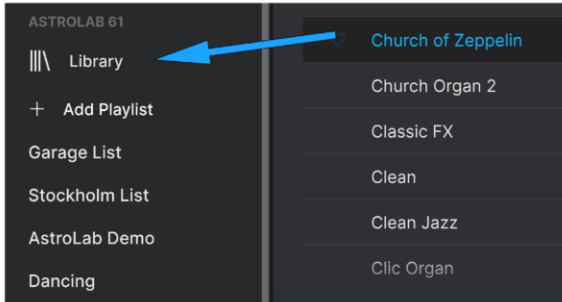 ASTROLAB 61
Library
+ Add Playlist
Garage List
Stockholm List
AstroLab Demo
Dancing
Church of Zeppelin
Church Organ 2
Classic FX
Clean
Clean Jazz
Clic Organ